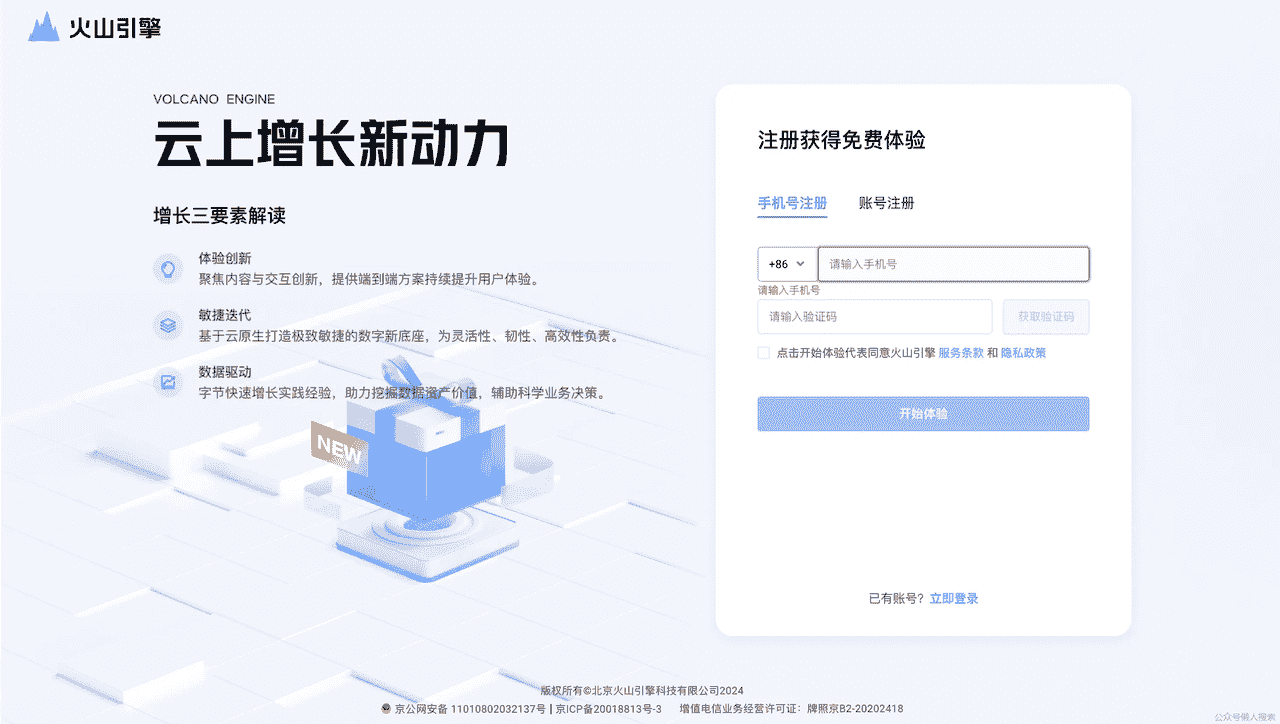 火山引擎
VOLCANO ENGINE
云上增长新动力
增长三要素解读
体验创新
聚焦内容与交互创新，提供端到端方案持续提升用户体验。
敏捷迭代
基于云原生打造极致敏捷的数字新底座，为灵活性、韧性、高效性负责。
数据驱动
字节快速增长实践经验，助力挖掘数据资产价值，辅助科学业务决策。
NEW
注册获得免费体验
手机号注册 账号注册
+86 请输入手机号
请输入手机号
请输入验证码 获取验证码
点击开始体验代表同意火山引擎 服务条款 和 隐私政策
开始体验
已有账号？立即登录
版权所有©北京火山引擎科技有限公司2024
京公网安备 11010802032137号 | 京ICP备20018813号-3 增值电信业务经营许可证：牌照京B2-20202418
公众号懒人搜索